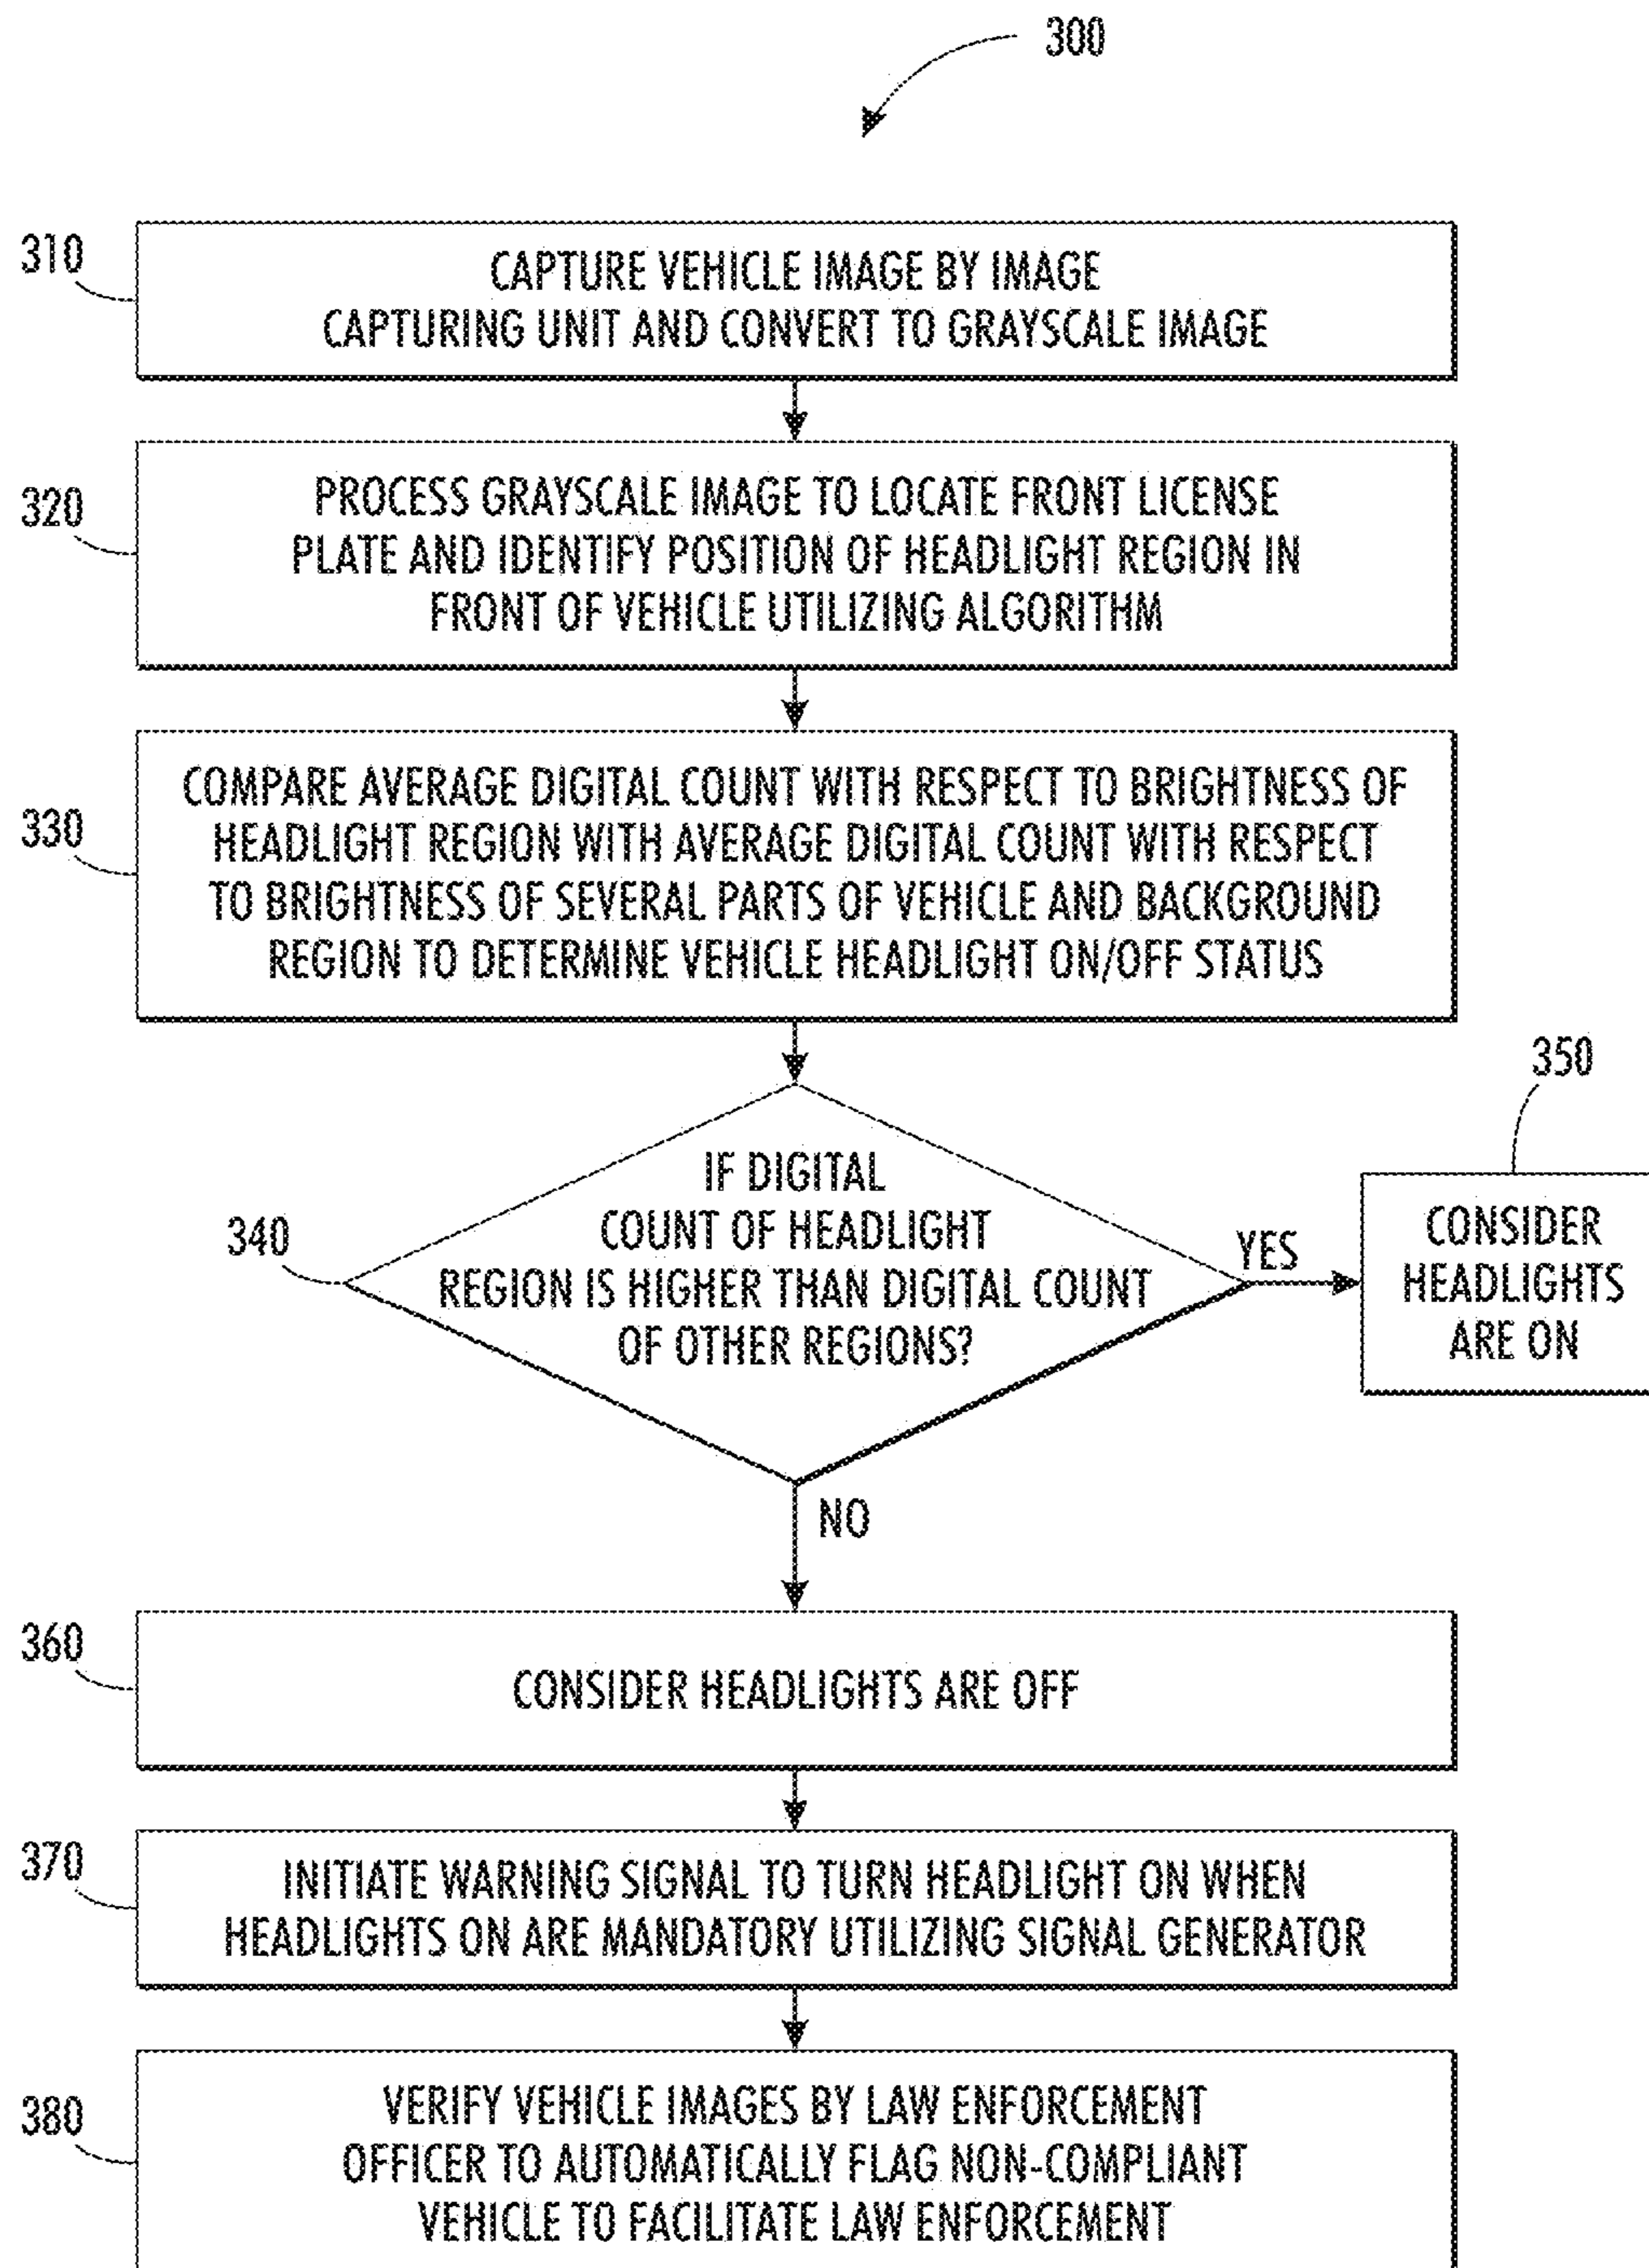 300
310
CAPTURE VEHICLE IMAGE BY IMAGE
CAPTURING UNIT AND CONVERT TO GRAYSCALE IMAGE
320
PROCESS GRAYSCALE IMAGE TO LOCATE FRONT LICENSE
PLATE AND IDENTIFY POSITION OF HEADLIGHT REGION IN
FRONT OF VEHICLE UTILIZING ALGORITHM
330
COMPARE AVERAGE DIGITAL COUNT WITH RESPECT TO BRIGHTNESS OF
HEADLIGHT REGION WITH AVERAGE DIGITAL COUNT WITH RESPECT
TO BRIGHTNESS OF SEVERAL PARTS OF VEHICLE AND BACKGROUND
REGION TO DETERMINE VEHICLE HEADLIGHT ON/OFF STATUS
340
IF DIGITAL
COUNT OF HEADLIGHT
REGION IS HIGHER THAN DIGITAL COUNT
OF OTHER REGIONS?
YES
350
CONSIDER
HEADLIGHTS
ARE ON
NO
360
CONSIDER HEADLIGHTS ARE OFF
370
INITIATE WARNING SIGNAL TO TURN HEADLIGHT ON WHEN
HEADLIGHTS ON ARE MANDATORY UTILIZING SIGNAL GENERATOR
380
VERIFY VEHICLE IMAGES BY LAW ENFORCEMENT
OFFICER TO AUTOMATICALLY FLAG NON-COMPLIANT
VEHICLE TO FACILITATE LAW ENFORCEMENT